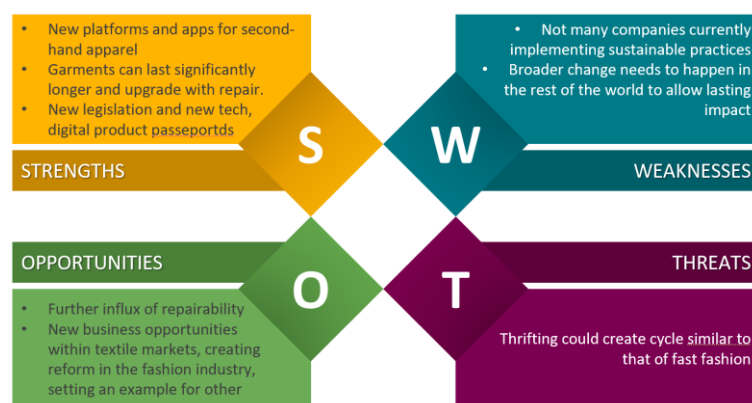 • New platforms and apps for second-
hand apparel
• Garments can last significantly
longer and upgrade with repair.
• New legislation and new tech,
digital product passeportds
S
STRENGTHS
• Not many companies currently
implementing sustainable practices
• Broader change needs to happen in
the rest of the world to allow lasting
impact
W
WEAKNESSES
OPPORTUNITIES
O
• Further influx of repairability
• New business opportunities
within textile markets, creating
reform in the fashion industry,
setting an example for other
THREATS
T
Thrifting could create cycle similar to
that of fast fashion